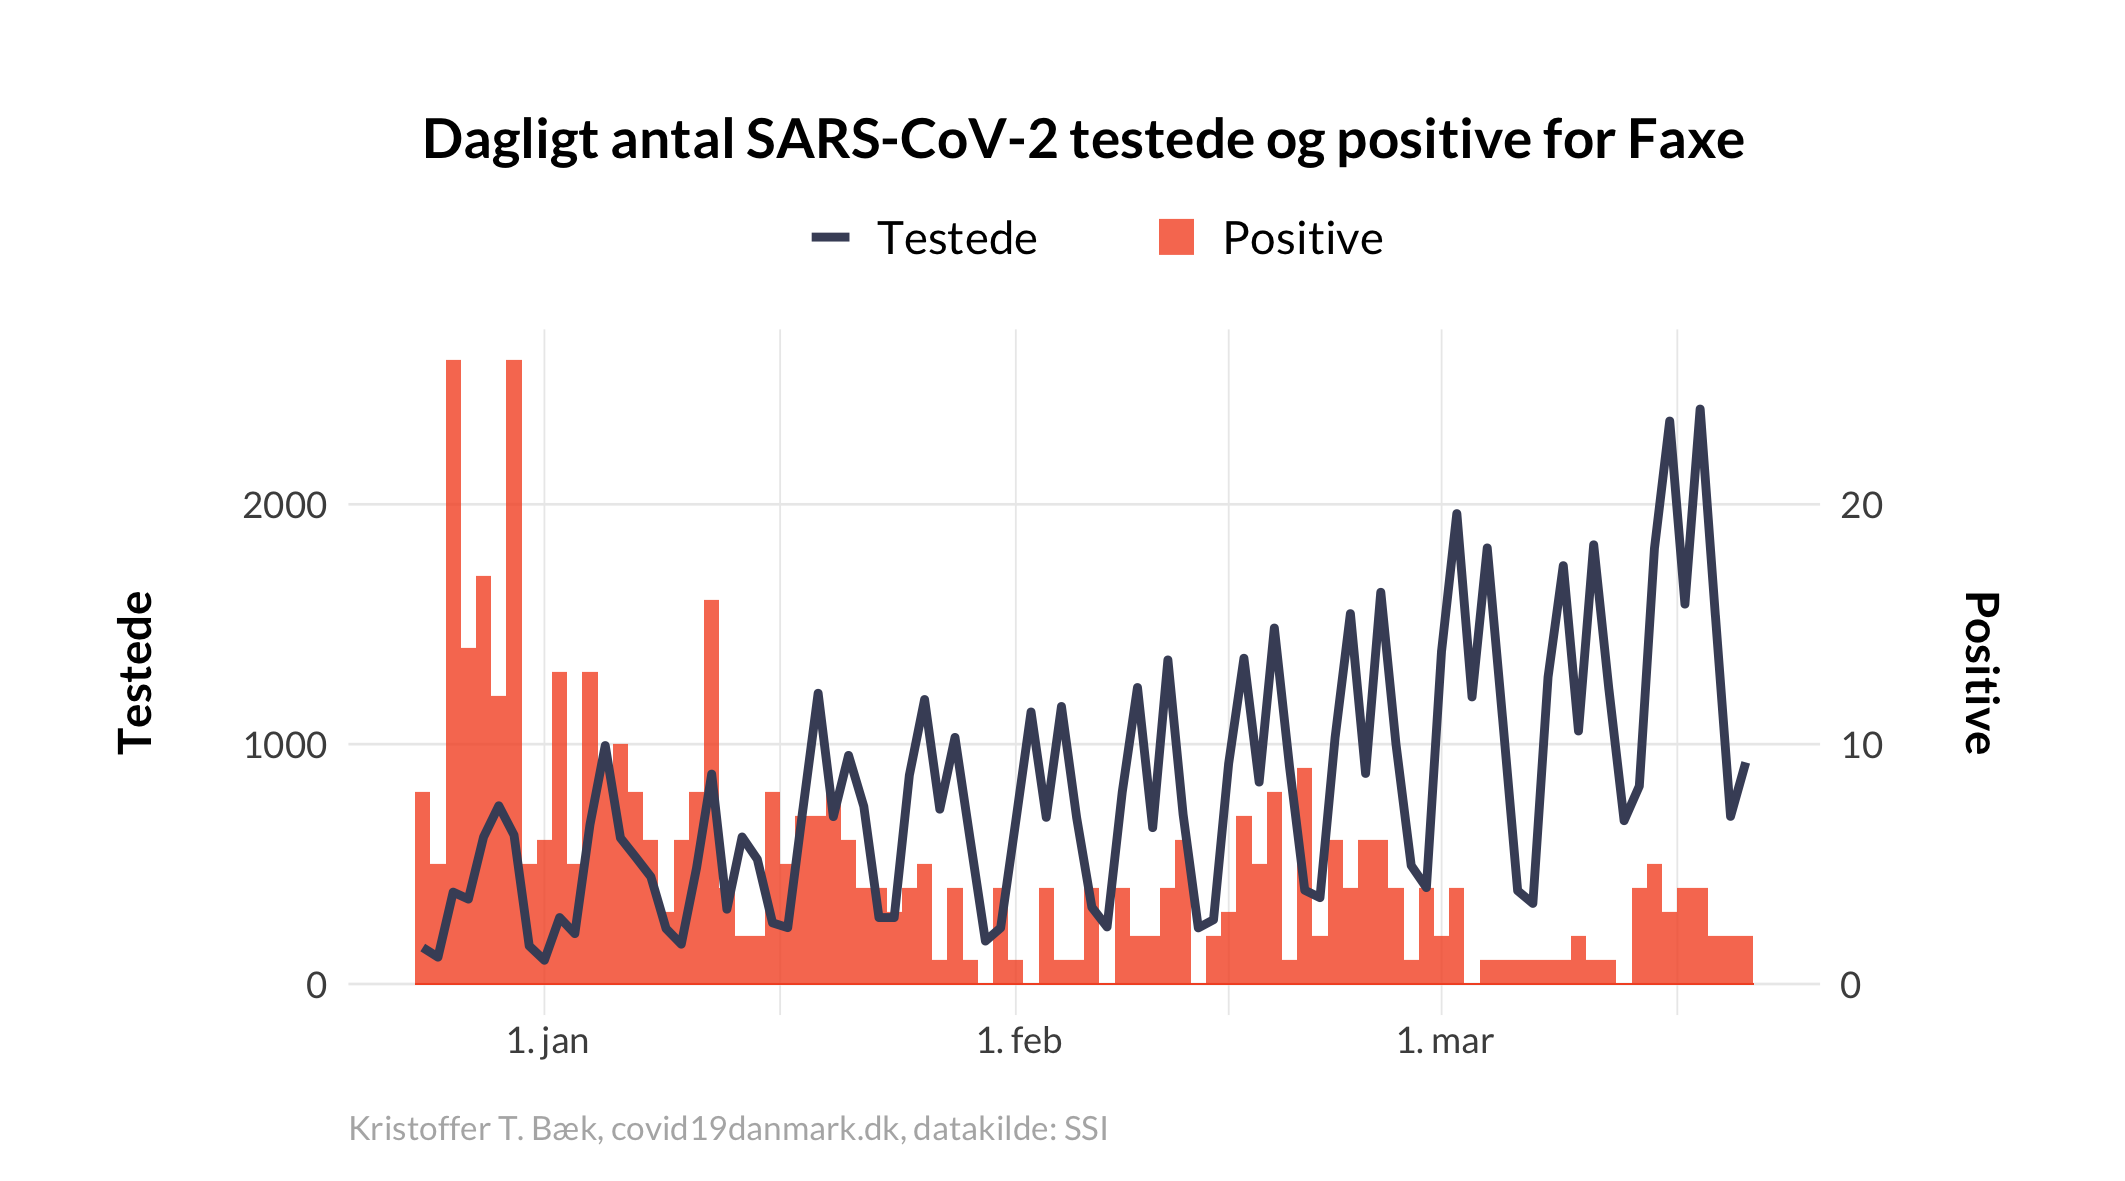 Dagligt antal SARS-CoV-2 testede og positive for Faxe
Testede
Positive
2000
1000
0
20
10
0
Testede
Positive
1. jan
1. feb
1. mar
Kristoffer T. Bæk, covid19danmark.dk, datakilde: SSI